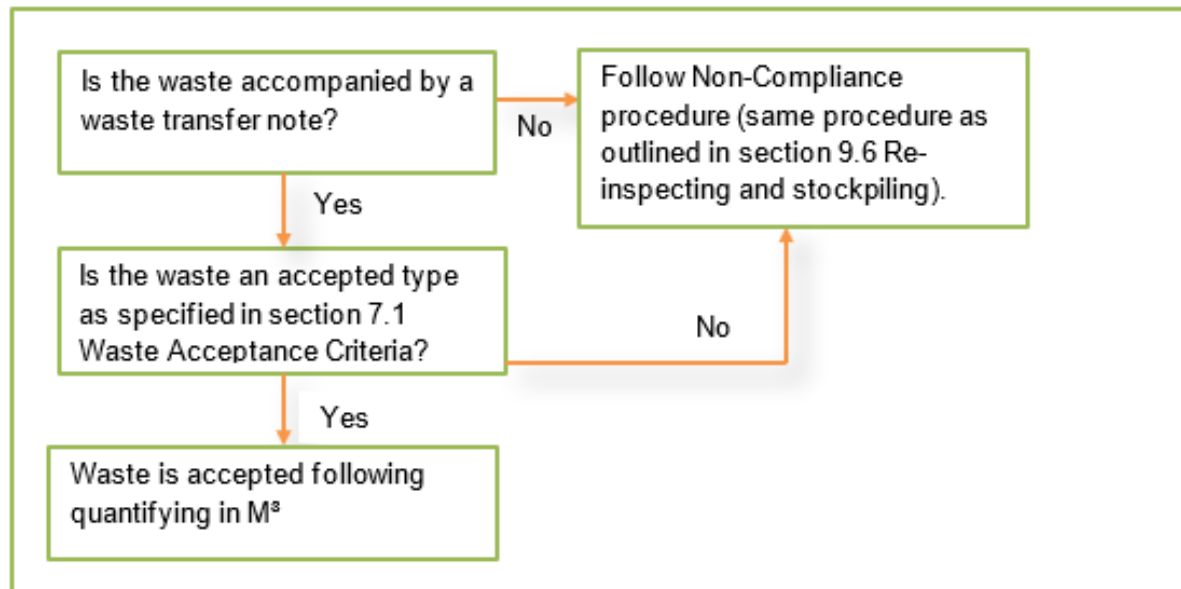 Is the waste accompanied by a
waste transfer note?
No
Follow Non-Compliance
procedure (same procedure as
outlined in section 9.6 Re-
inspecting and stockpiling).
Yes
Is the waste an accepted type
as specified in section 7.1
Waste Acceptance Criteria?
No
Yes
Waste is accepted following
quantifying in M³